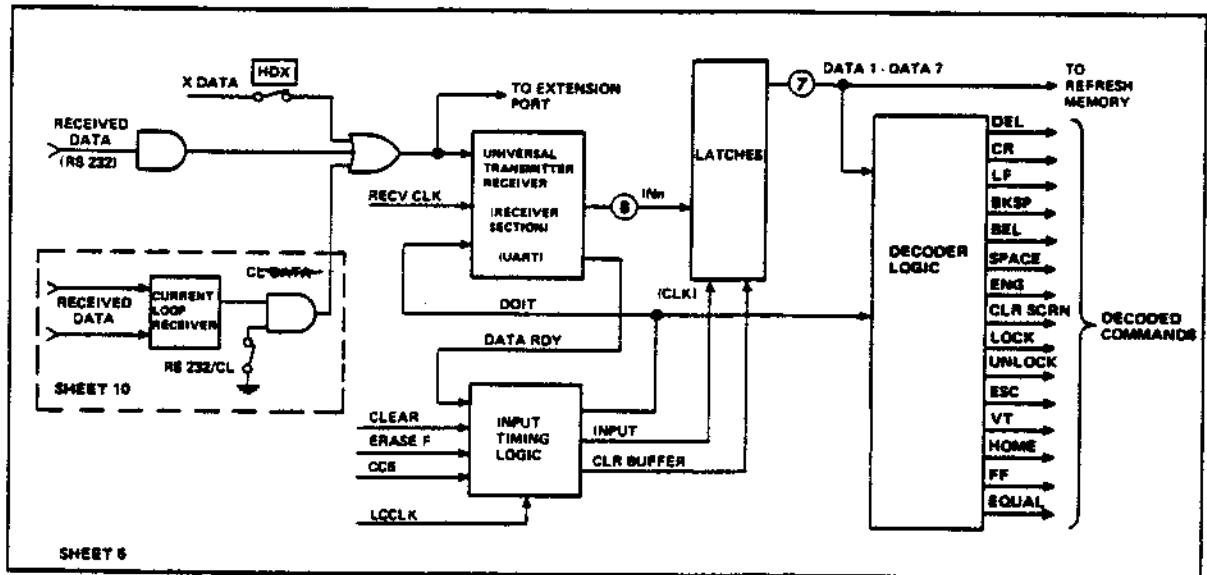 X DATA
HDX
RECEIVED
DATA
(RS 232)
TO EXTENSION
PORT
UNIVERSAL
TRANSMITTER
RECEIVER
(RECEIVER
SECTION)
(UART)
RECV CLK
8
INn
LATCHES
7
DATA 1 - DATA 7
TO
REFRESH
MEMORY
CL DATA
RECEIVED
DATA
CURRENT
LOOP
RECEIVER
RS 232/CL
SHEET 10
DOIT
(CLK)
DATA RDY
CLEAR
ERASE F
CC6
LCCLK
INPUT
TIMING
LOGIC
INPUT
CLR BUFFER
DECODER
LOGIC
DEL
CR
LF
BKSP
BEL
SPACE
ENG
CLR SCRN
LOCK
UNLOCK
ESC
VT
HOME
FF
EQUAL
DECODED
COMMANDS
SHEET 6